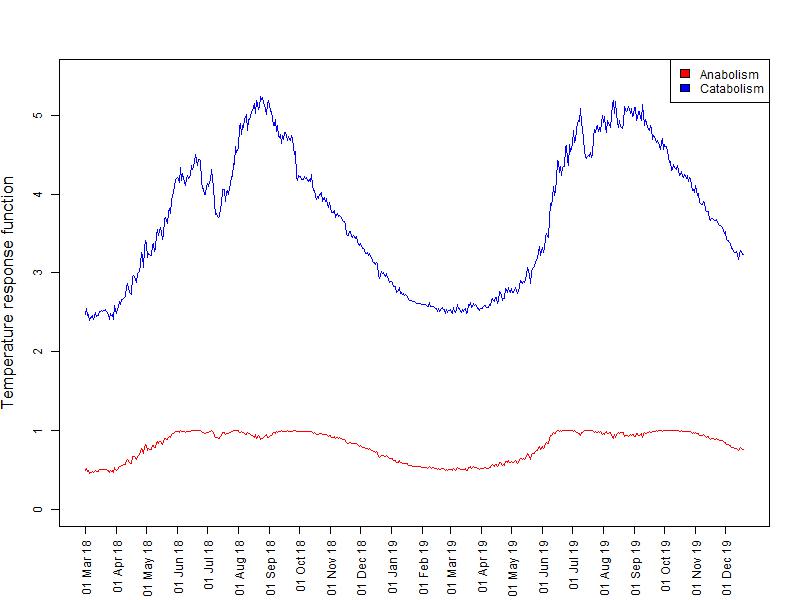 Anabolism
Catabolism
Temperature response function
5
4
3
2
1
0
01 Mar 18
01 Apr 18
01 May 18
01 Jun 18
01 Jul 18
01 Aug 18
01 Sep 18
01 Oct 18
01 Nov 18
01 Dec 18
01 Jan 19
01 Feb 19
01 Mar 19
01 Apr 19
01 May 19
01 Jun 19
01 Jul 19
01 Aug 19
01 Sep 19
01 Oct 19
01 Nov 19
01 Dec 19